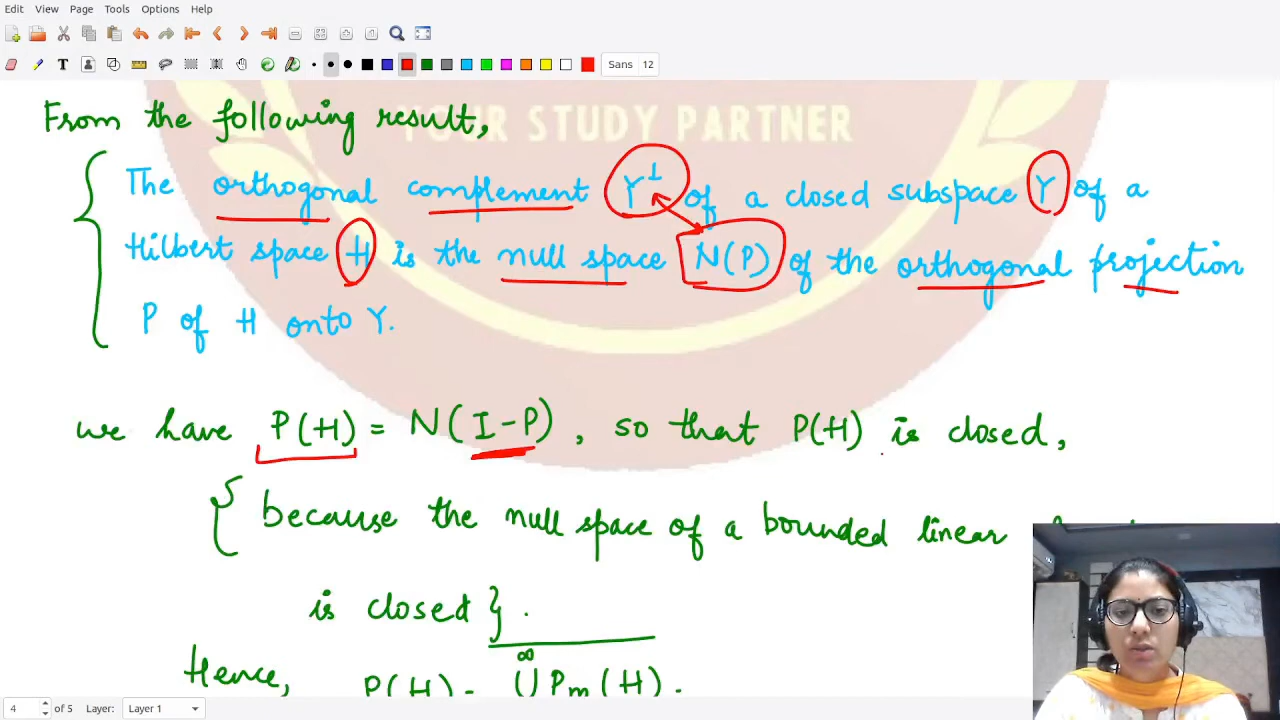 Edit View Page Tools Options Help
Sans 12
YOUR STUDY PARTNER
From the following result,
The orthogonal complement Y⊥ of a closed subspace Y of a
Hilbert space H is the null space N(P) of the orthogonal projection
P of H onto Y.
we have P(H) = N(I-P), so that P(H) is closed,
{ because the null space of a bounded linear
is closed }.
Hence, P(H) = ∞ ∪ Pm(H).
4 of 5 Layer: Layer 1